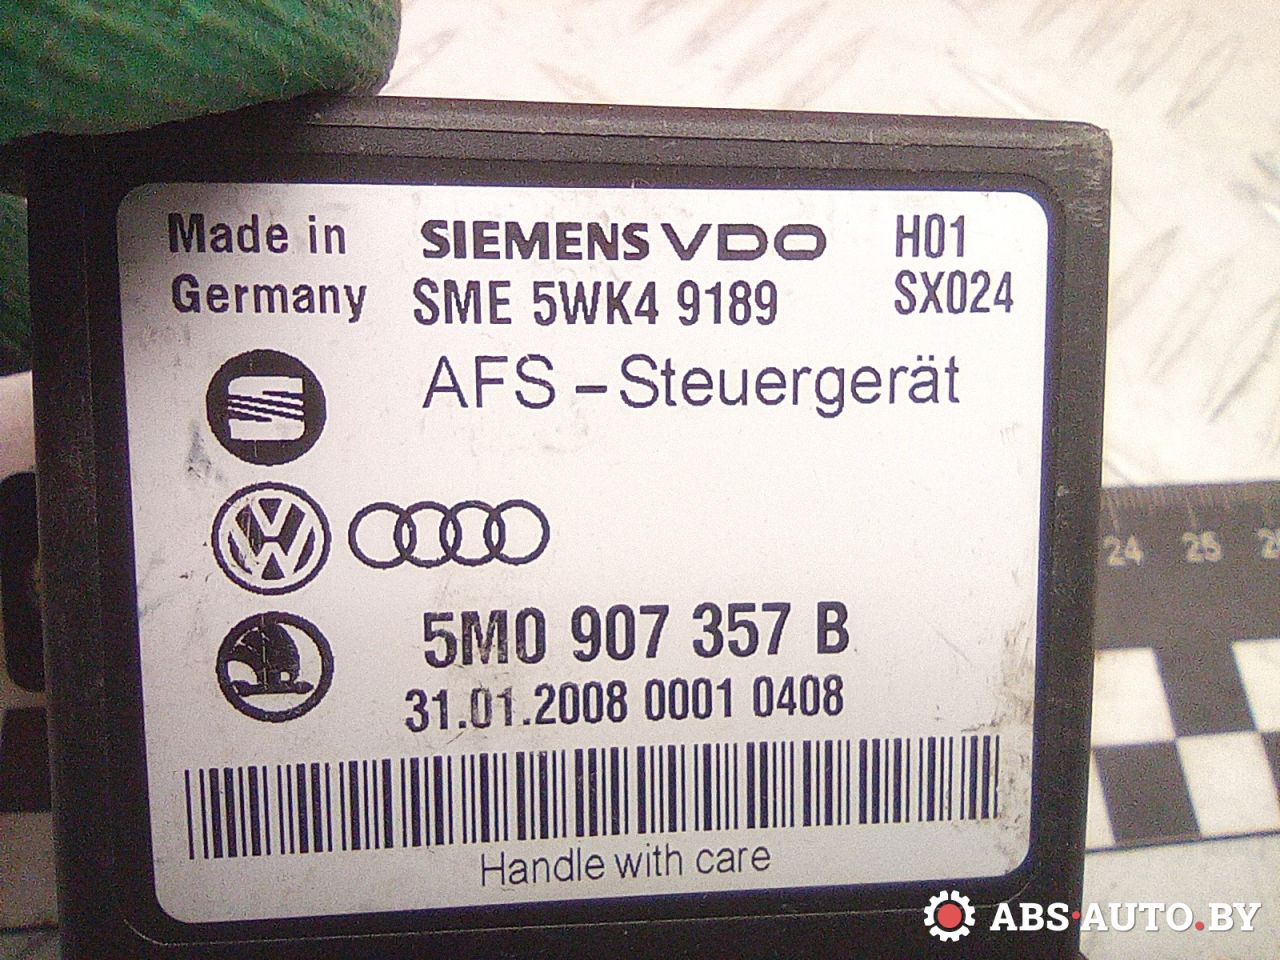 Made in
Germany
SIEMENS VDO
SME 5WK4 9189
H01
SX024
AFS - Steuergerät
5M0 907 357 B
31.01.2008 0001 0408
Handle with care
24 25
ABS·AUTO.BY